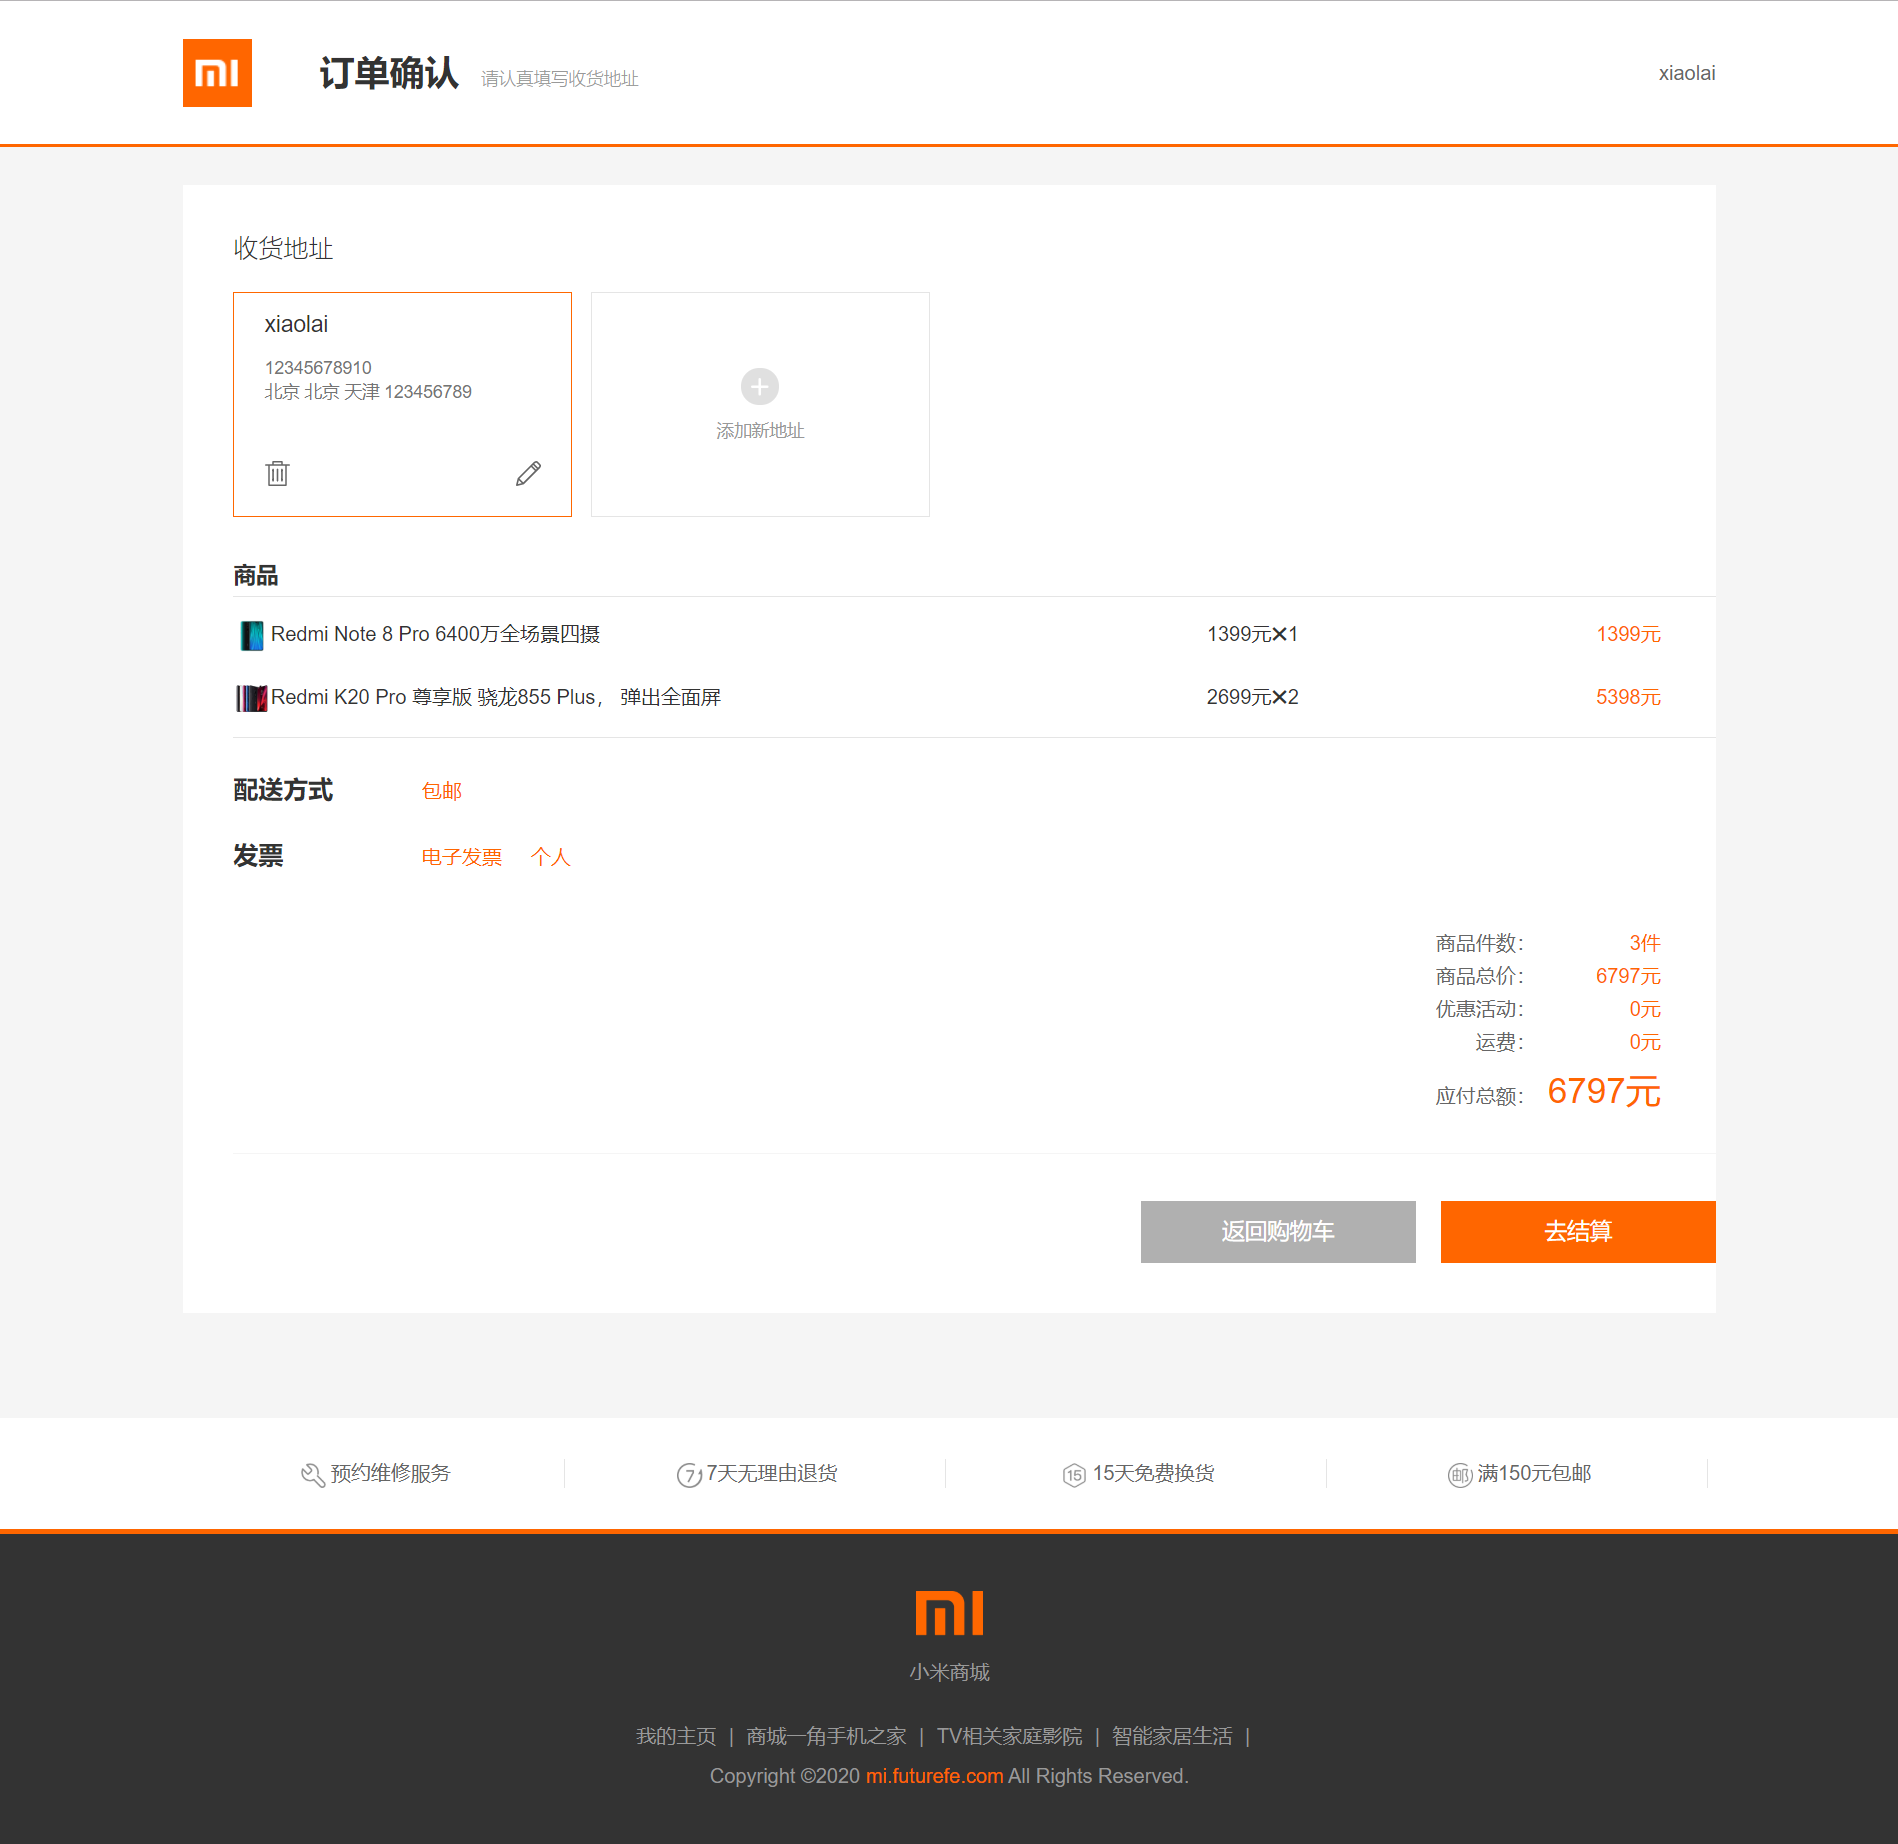 订单确认 请认真填写收货地址 xiaolai
收货地址
xiaolai
12345678910
北京 北京 天津 123456789
添加新地址
商品
Redmi Note 8 Pro 6400万全场景四摄 1399元✕1 1399元
Redmi K20 Pro 尊享版 骁龙855 Plus， 弹出全面屏 2699元✕2 5398元
配送方式 包邮
发票 电子发票 个人
商品件数： 3件
商品总价： 6797元
优惠活动： 0元
运费： 0元
应付总额： 6797元
返回购物车 去结算
预约维修服务 7 7天无理由退货 15 15天免费换货 邮 满150元包邮
小米商城
我的主页 | 商城一角手机之家 | TV相关家庭影院 | 智能家居生活 |
Copyright ©2020 mi.futurefe.com All Rights Reserved.